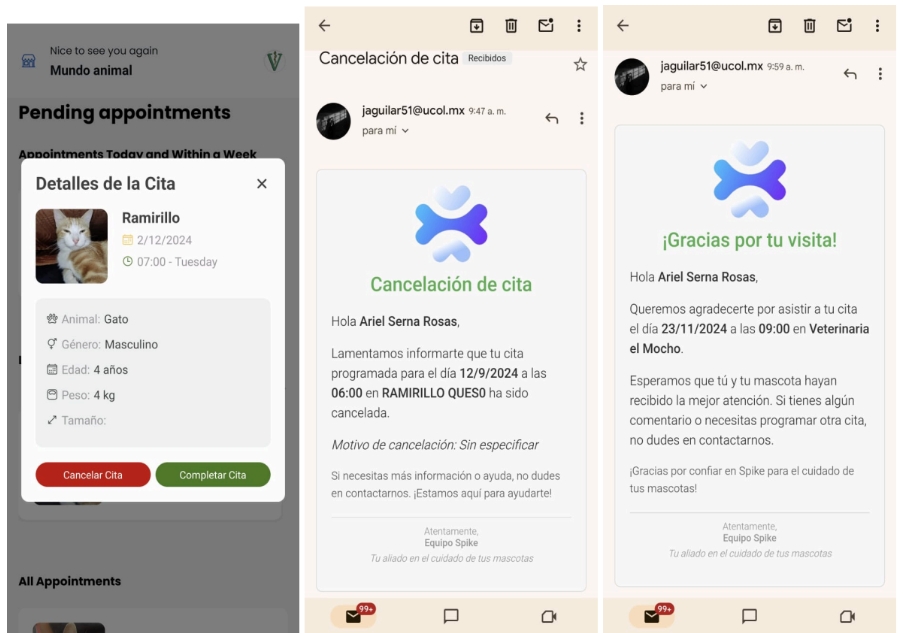 Nice to see you again
Mundo animal
Pending appointments
Appointments Today and Within a Week
Detalles de la Cita
Ramirillo
2/12/2024
07:00 - Tuesday
Animal: Gato
Género: Masculino
Edad: 4 años
Peso: 4 kg
Tamaño:
Cancelar Cita
Completar Cita
All Appointments
Cancelación de cita Recibidos
jaguilar51@ucol.mx 9:47 a. m.
para mí
Cancelación de cita
Hola Ariel Serna Rosas,
Lamentamos informarte que tu cita
programada para el día 12/9/2024 a las
06:00 en RAMIRILLO QUES0 ha sido
cancelada.
Motivo de cancelación: Sin especificar
Si necesitas más información o ayuda, no dudes
en contactarnos. ¡Estamos aquí para ayudarte!
Atentamente,
Equipo Spike
Tu aliado en el cuidado de tus mascotas
99+
jaguilar51@ucol.mx 9:59 a. m.
para mí
¡Gracias por tu visita!
Hola Ariel Serna Rosas,
Queremos agradecerte por asistir a tu cita
el día 23/11/2024 a las 09:00 en Veterinaria
el Mocho.
Esperamos que tú y tu mascota hayan
recibido la mejor atención. Si tienes algún
comentario o necesitas programar otra cita,
no dudes en contactarnos.
¡Gracias por confiar en Spike para el cuidado de
tus mascotas!
Atentamente,
Equipo Spike
Tu aliado en el cuidado de tus mascotas
99+